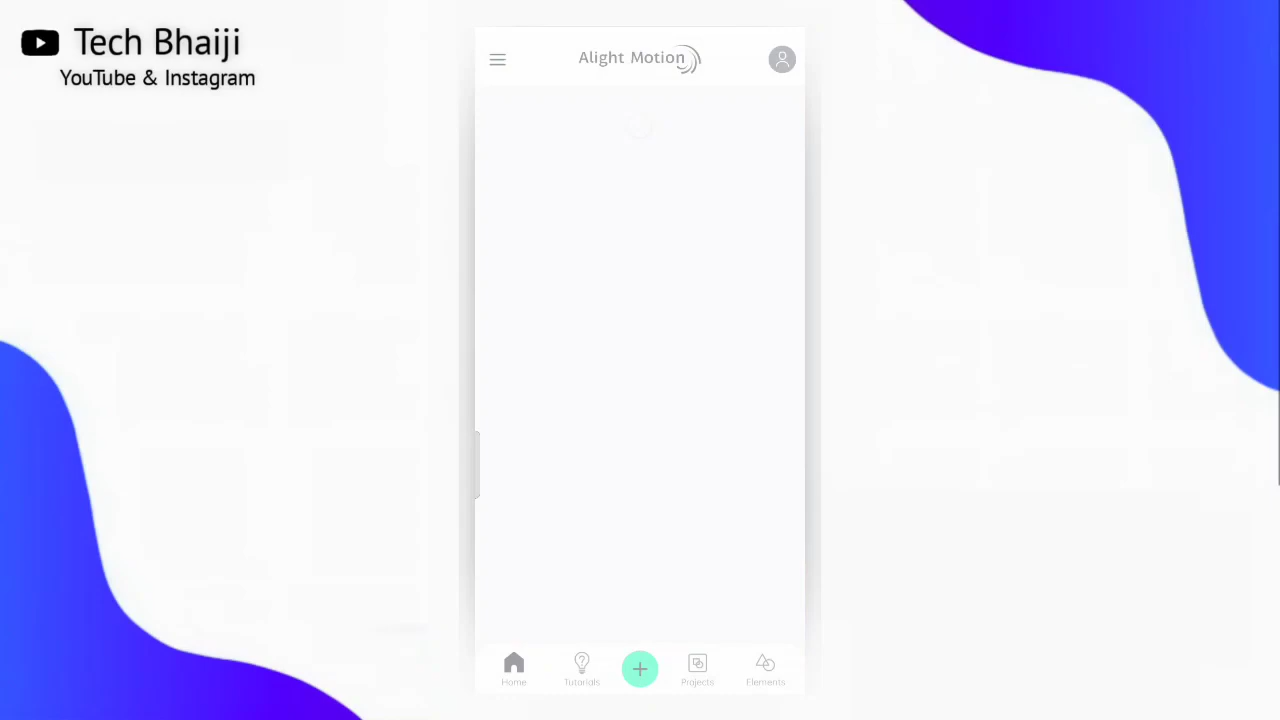 Tech Bhaiji
YouTube & Instagram
Alight Motion
Home
Tutorials
Projects
Elements